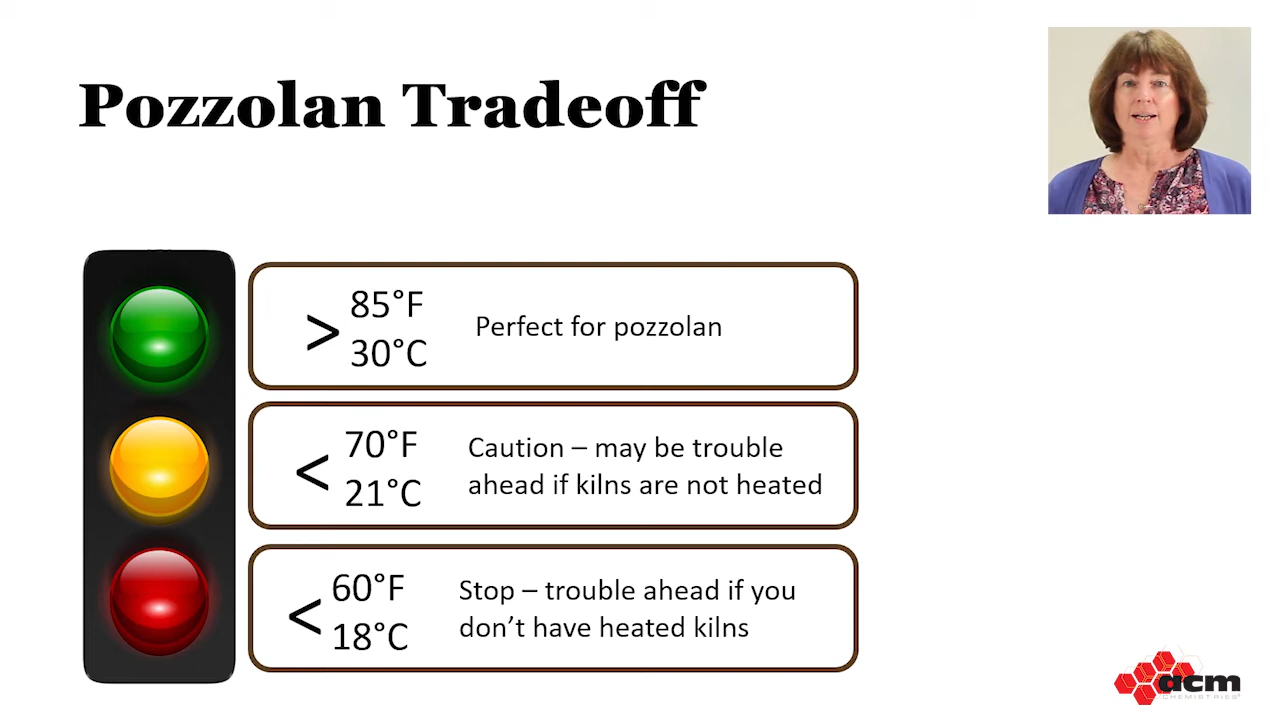 Pozzolan Tradeoff
> 85°F
30°C
Perfect for pozzolan
< 70°F
21°C
Caution – may be trouble
ahead if kilns are not heated
< 60°F
18°C
Stop – trouble ahead if you
don’t have heated kilns
acm
CHEMISTRIES